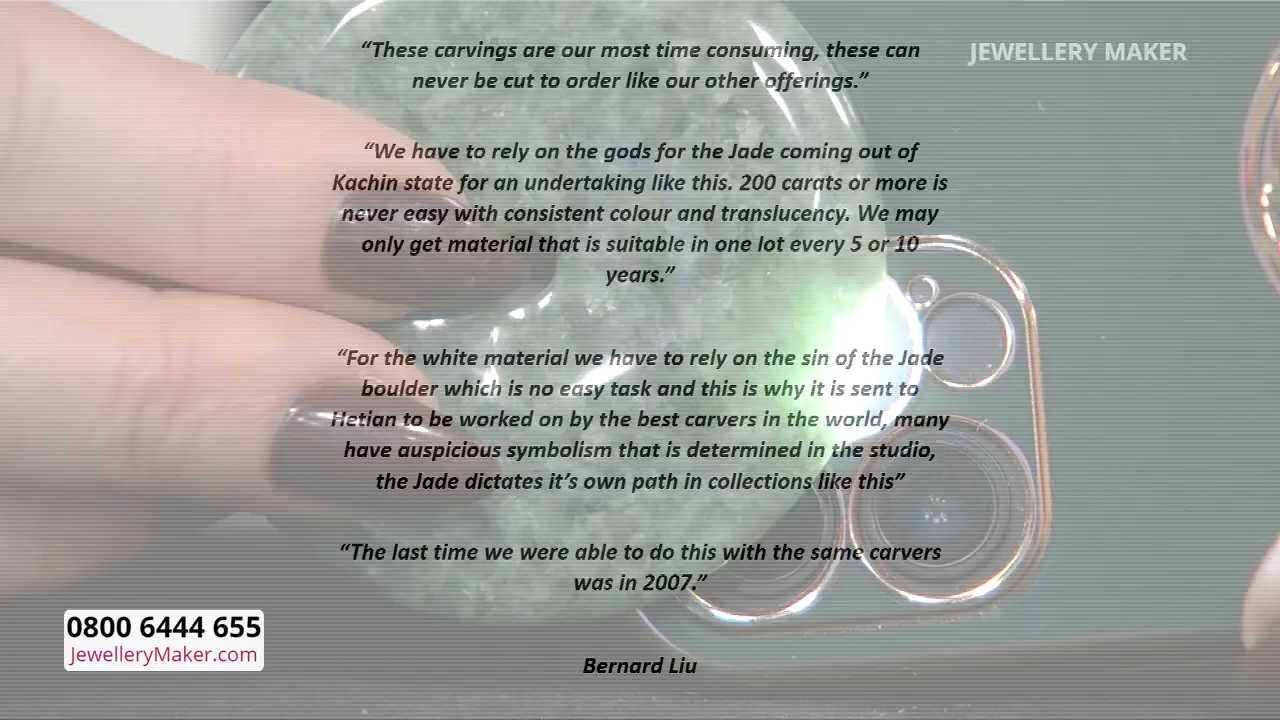 “These carvings are our most time consuming, these can
never be cut to order like our other offerings.”
JEWELLERY MAKER
“We have to rely on the gods for the Jade coming out of
Kachin state for an undertaking like this. 200 carats or more is
never easy with consistent colour and translucency. We may
only get material that is suitable in one lot every 5 or 10
years.”
“For the white material we have to rely on the sin of the Jade
boulder which is no easy task and this is why it is sent to
Hetian to be worked on by the best carvers in the world, many
have auspicious symbolism that is determined in the studio,
the Jade dictates it’s own path in collections like this”
“The last time we were able to do this with the same carvers
was in 2007.”
0800 6444 655
JewelleryMaker.com
Bernard Liu